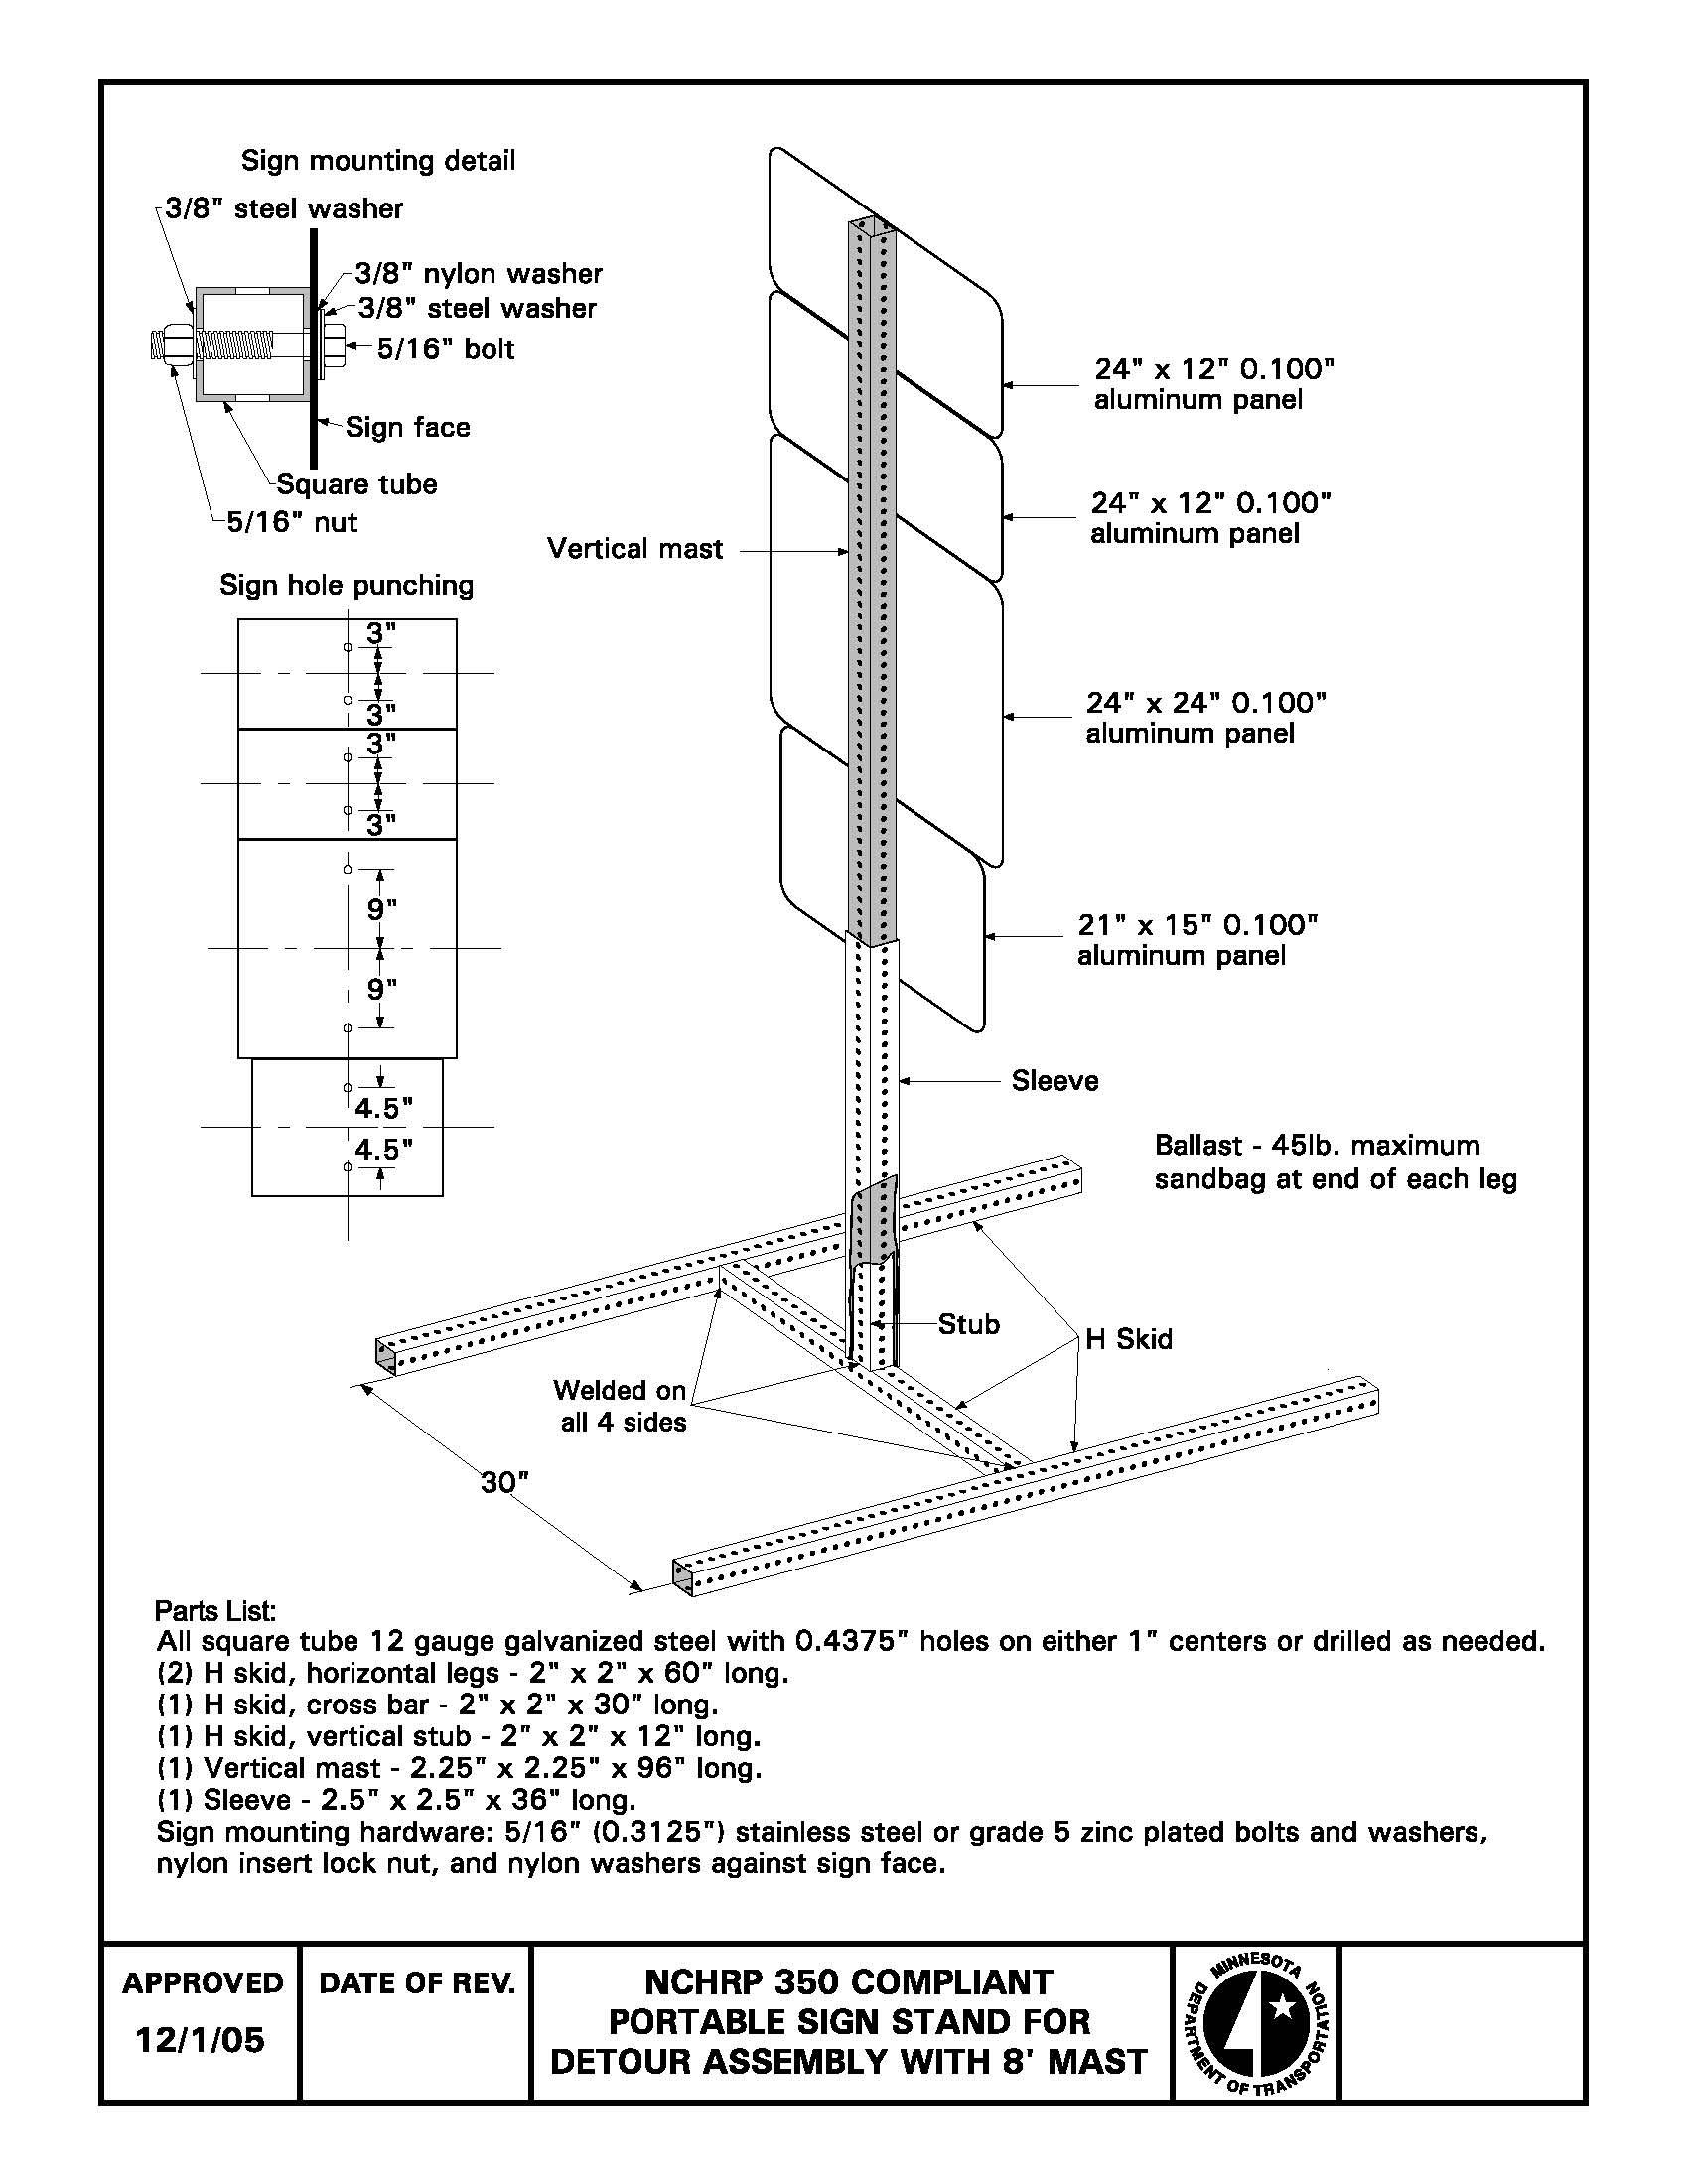 Sign mounting detail
3/8" steel washer
3/8" nylon washer
3/8" steel washer
5/16" bolt
Sign face
Square tube
5/16" nut
Sign hole punching
3"
3"
3"
3"
9"
9"
4.5"
4.5"
Vertical mast
24" x 12" 0.100"
aluminum panel
24" x 12" 0.100"
aluminum panel
24" x 24" 0.100"
aluminum panel
21" x 15" 0.100"
aluminum panel
Sleeve
Ballast - 45lb. maximum
sandbag at end of each leg
Stub
H Skid
Welded on
all 4 sides
30"
Parts List:
All square tube 12 gauge galvanized steel with 0.4375" holes on either 1" centers or drilled as needed.
(2) H skid, horizontal legs - 2" x 2" x 60" long.
(1) H skid, cross bar - 2" x 2" x 30" long.
(1) H skid, vertical stub - 2" x 2" x 12" long.
(1) Vertical mast - 2.25" x 2.25" x 96" long.
(1) Sleeve - 2.5" x 2.5" x 36" long.
Sign mounting hardware: 5/16" (0.3125") stainless steel or grade 5 zinc plated bolts and washers,
nylon insert lock nut, and nylon washers against sign face.
APPROVED
12/1/05
DATE OF REV.
NCHRP 350 COMPLIANT
PORTABLE SIGN STAND FOR
DETOUR ASSEMBLY WITH 8' MAST
MINNESOTA
DEPARTMENT OF TRANSPORTATION